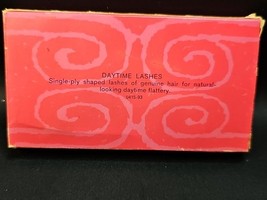 DAYTIME LASHES
Single-ply shaped lashes of genuine hair for natural-
looking daytime flattery.